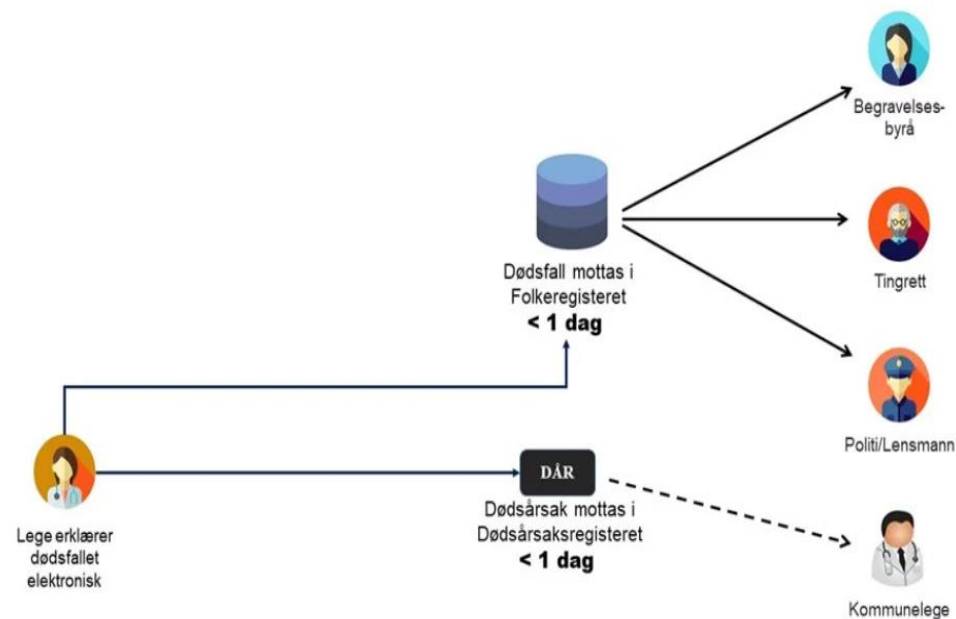 Begravelses-
byrå
Dødsfall mottas i
Folkeregisteret
< 1 dag
Tingrett
Politi/Lensmann
Lege erklærer
dødsfallet
elektronisk
DÅR
Dødsårsak mottas i
Dødsårsaksregisteret
< 1 dag
Kommunelege